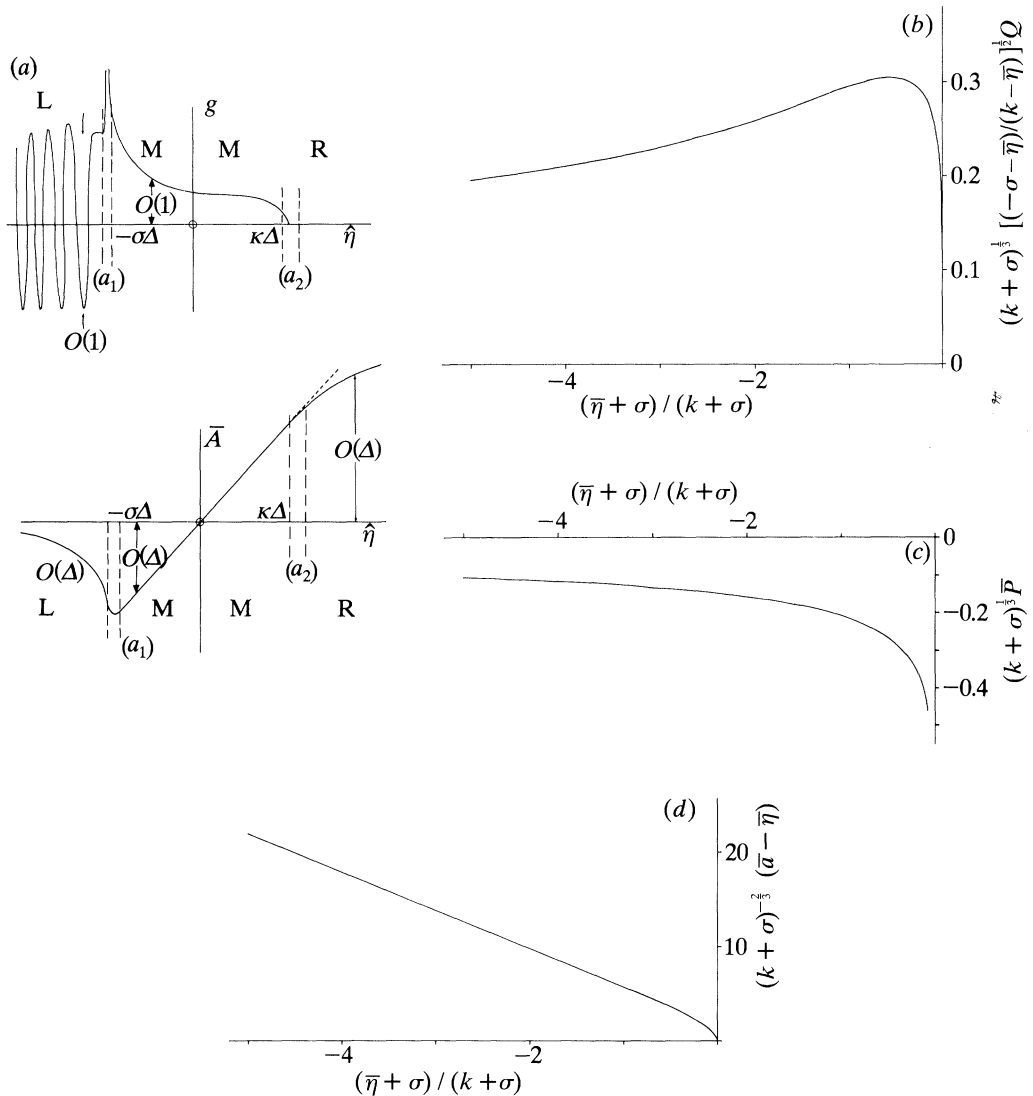 (a)
L
g
M
M
R
O(1)
−σΔ
κΔ
η̂
(a₁)
(a₂)
O(1)
A̅
O(Δ)
−σΔ
κΔ
η̂
O(Δ)
O(Δ)
(a₂)
L
M
M
R
(a₁)
(b)
0.3
0.2
0.1
0
−4
−2
(η̅ + σ) / (k + σ)
(k + σ)^⅓ [(−σ − η̅)/(k − η̅)]^½ Q
(η̅ + σ) / (k + σ)
−4
−2
0
(c)
−0.2
−0.4
(k + σ)^⅓ P̅
(d)
20
10
(k + σ)^−⅔ (a̅ − η̅)
−4
−2
(η̅ + σ) / (k + σ)